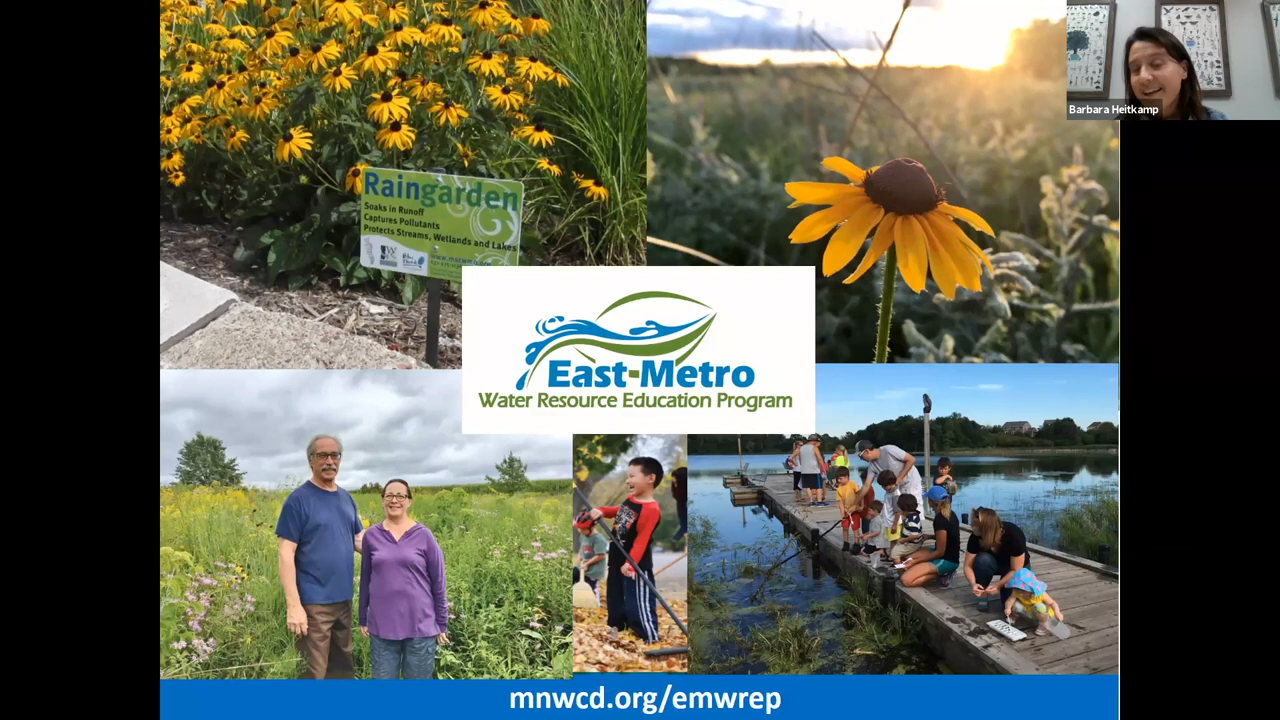 Barbara Heitkamp
Raingarden
Soaks in Runoff
Captures Pollutants
Protects Streams, Wetlands and Lakes
East-Metro
Water Resource Education Program
mnwcd.org/emwrep